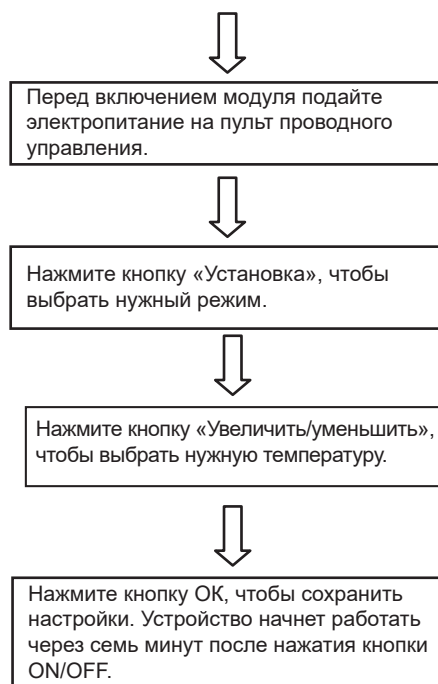 Перед включением модуля подайте
электропитание на пульт проводного
управления.
Нажмите кнопку «Установка», чтобы
выбрать нужный режим.
Нажмите кнопку «Увеличить/уменьшить»,
чтобы выбрать нужную температуру.
Нажмите кнопку ОК, чтобы сохранить
настройки. Устройство начнет работать
через семь минут после нажатия кнопки
ON/OFF.